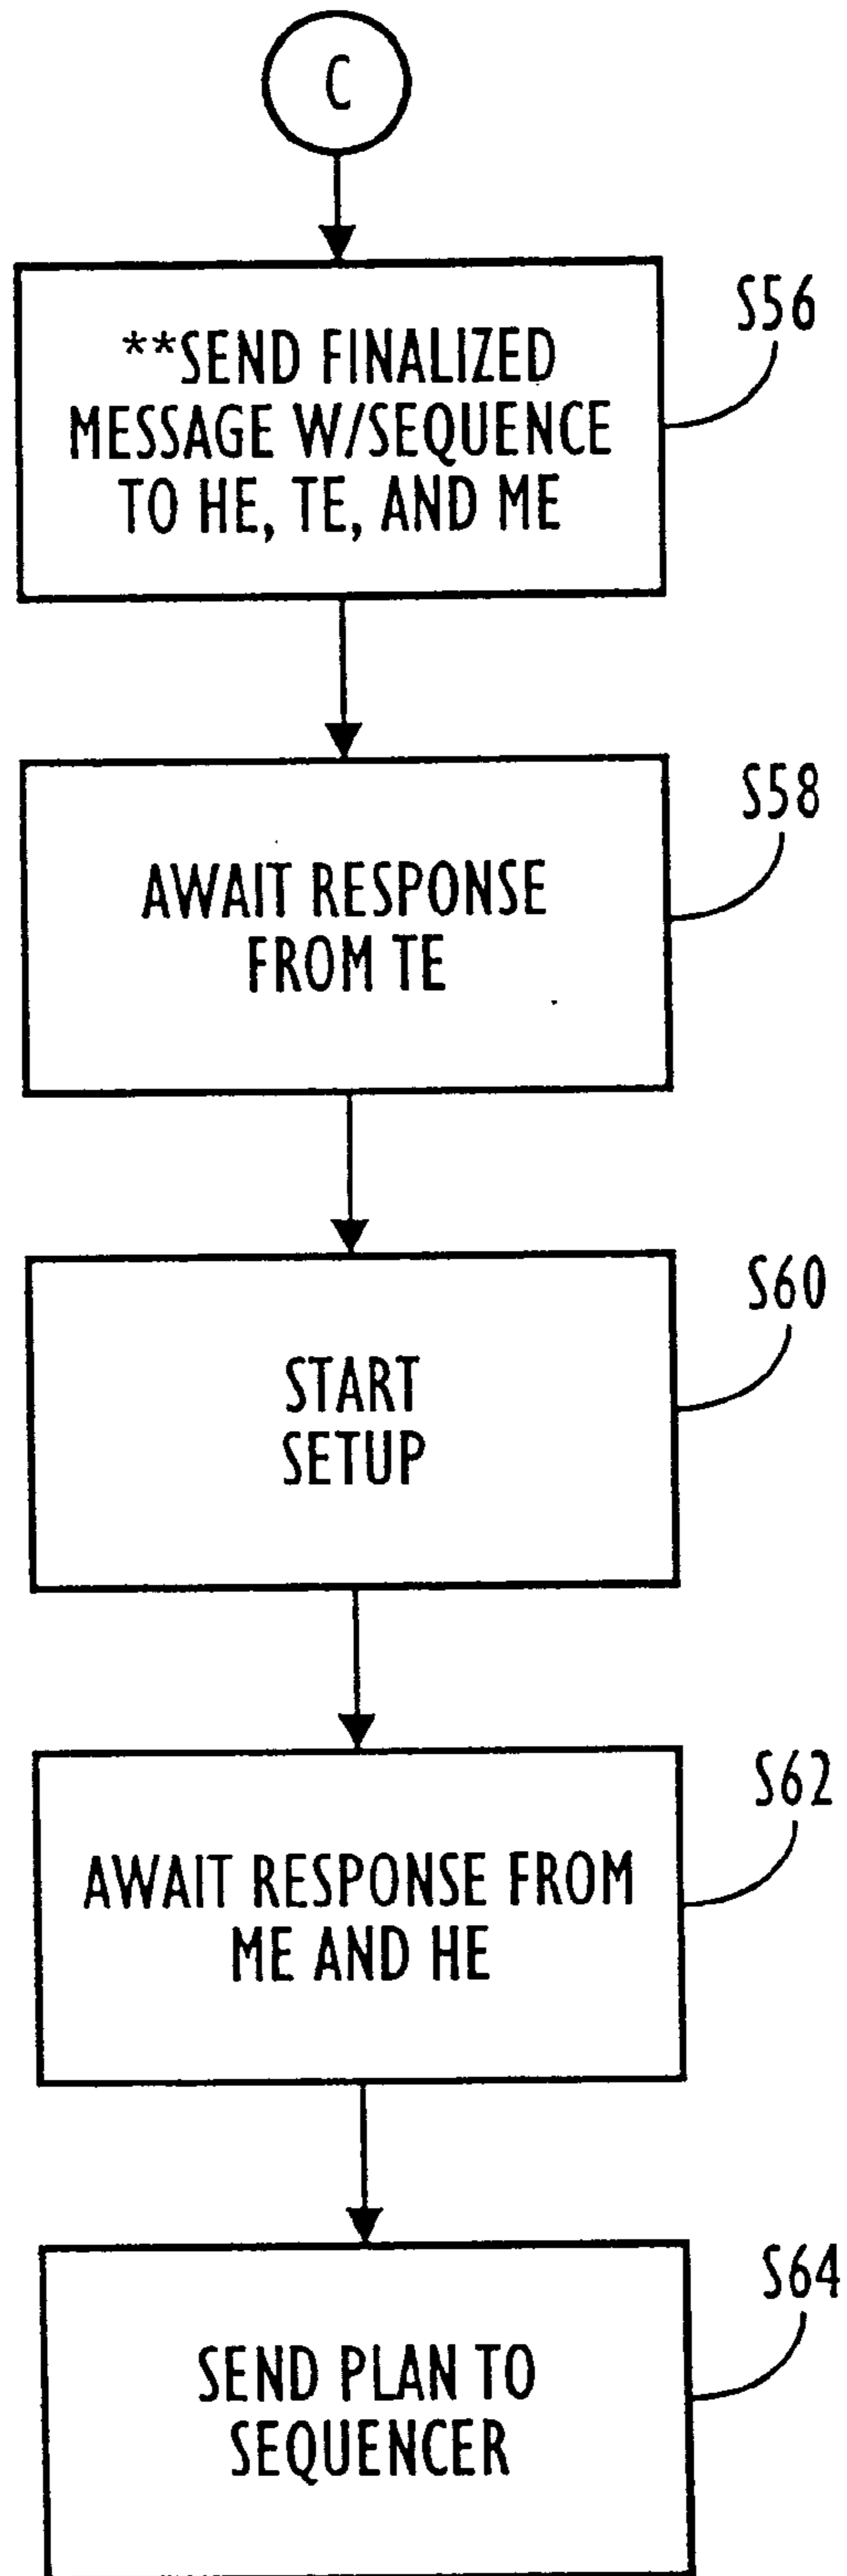 C
**SEND FINALIZED
MESSAGE W/SEQUENCE
TO HE, TE, AND ME
S56
AWAIT RESPONSE
FROM TE
S58
START
SETUP
S60
AWAIT RESPONSE FROM
ME AND HE
S62
SEND PLAN TO
SEQUENCER
S64